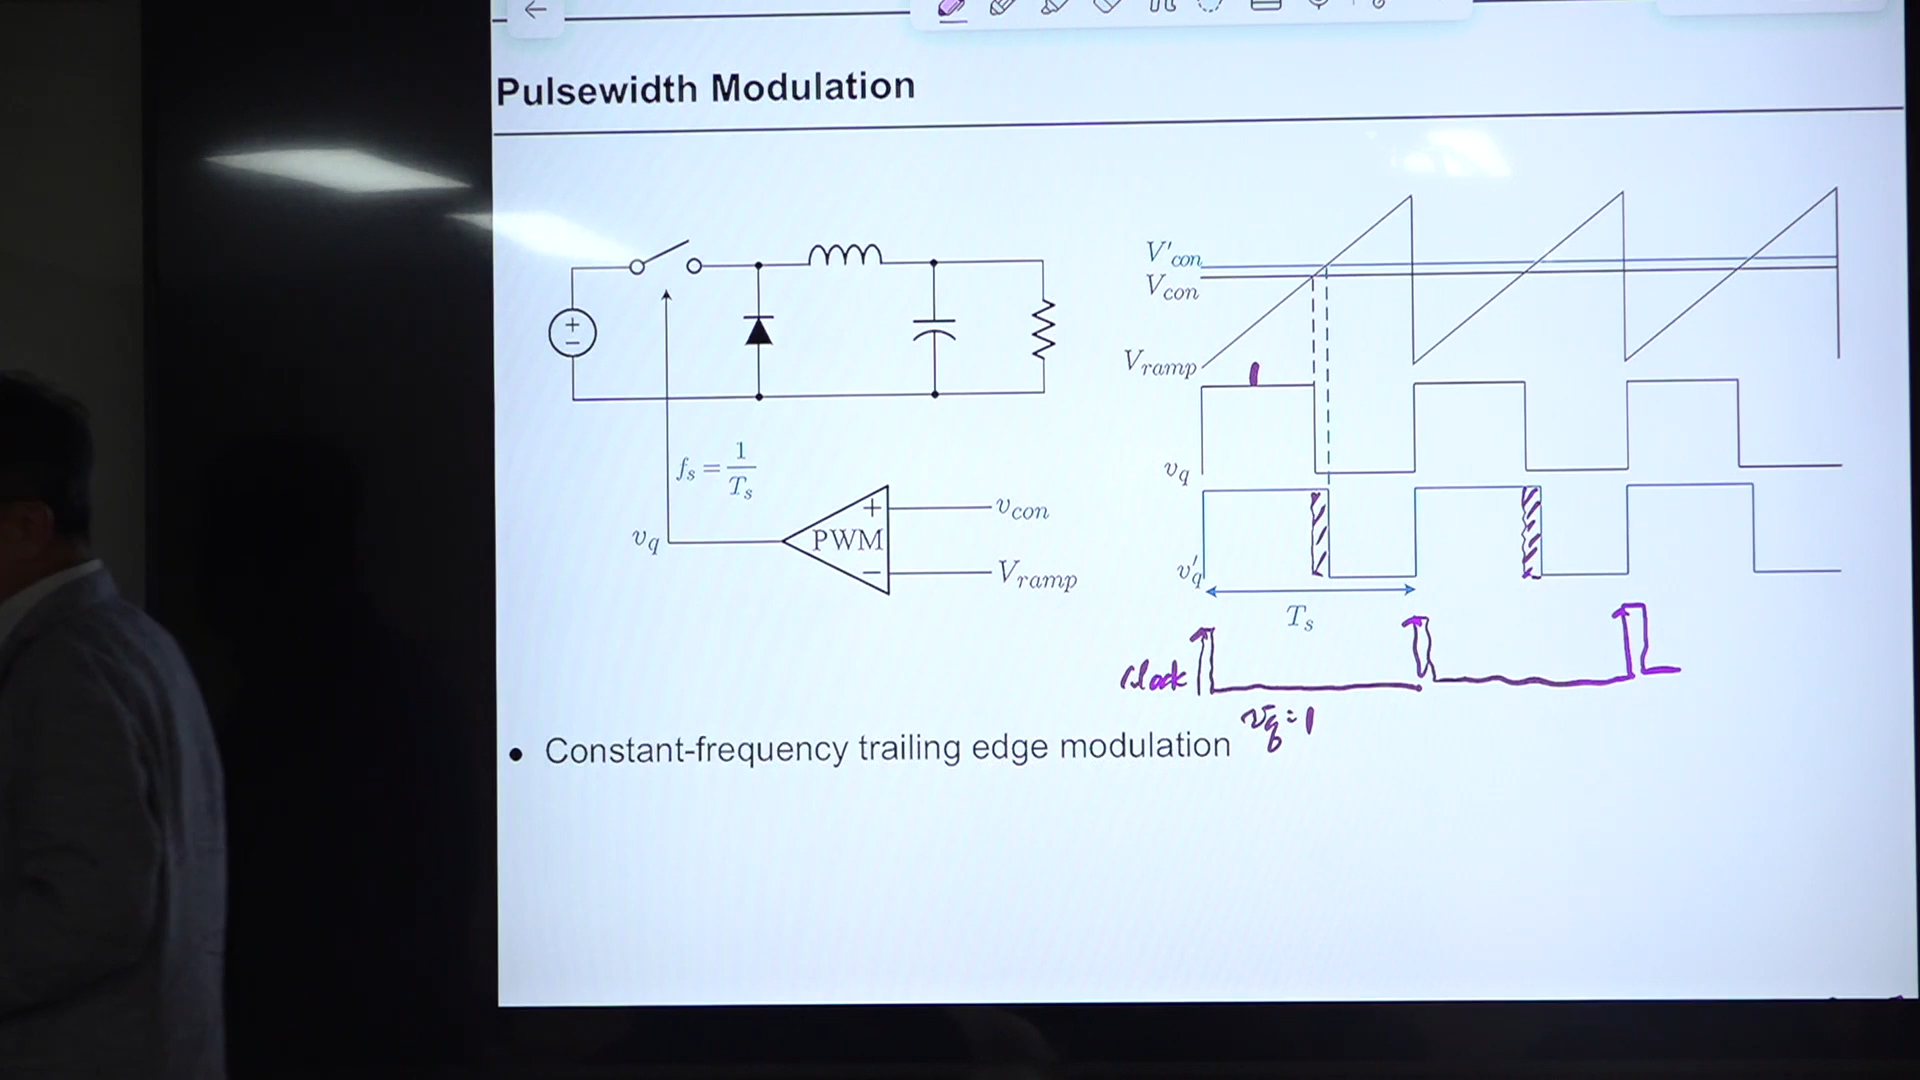 Pulsewidth Modulation
V'con
Vcon
Vramp
+
−
fs = 1/Ts
vq
+
PWM
−
vcon
Vramp
vq
v'q
Ts
Clock
vq = 1
• Constant-frequency trailing edge modulation